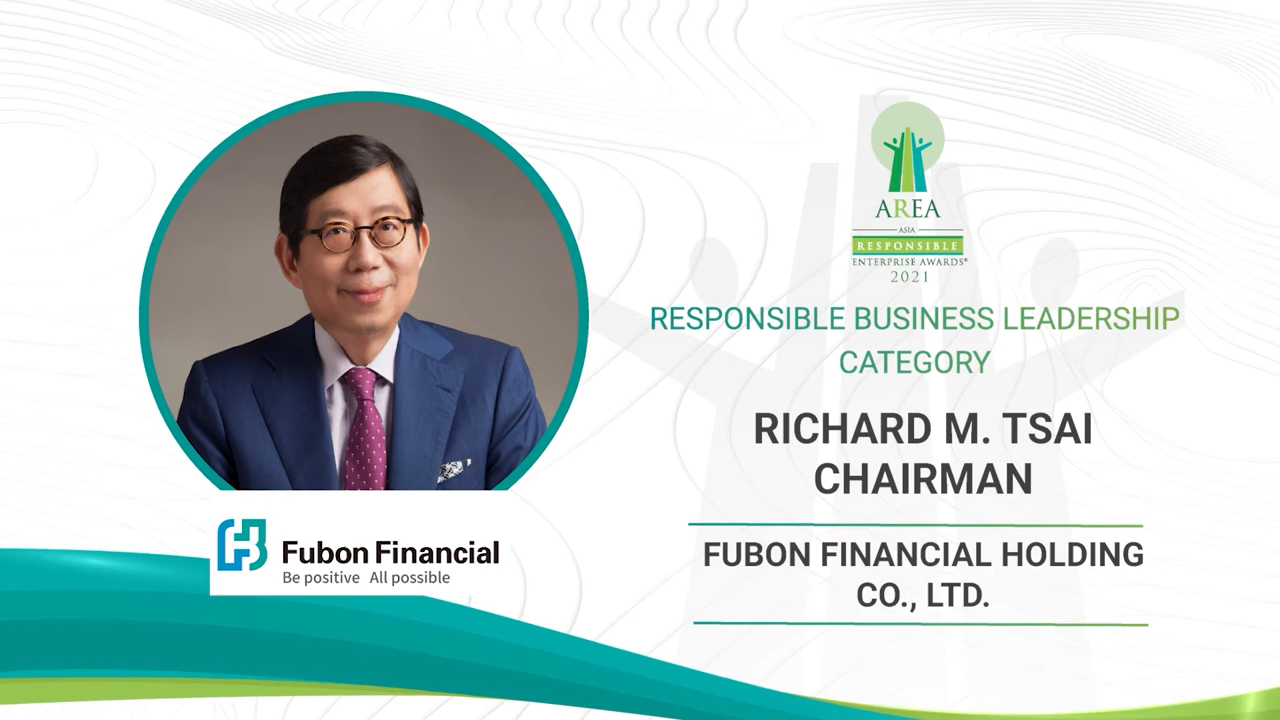 AREA
ASIA
RESPONSIBLE
ENTERPRISE AWARDS®
2021
RESPONSIBLE BUSINESS LEADERSHIP
CATEGORY
RICHARD M. TSAI
CHAIRMAN
FUBON FINANCIAL HOLDING
CO., LTD.
Fubon Financial
Be positive All possible